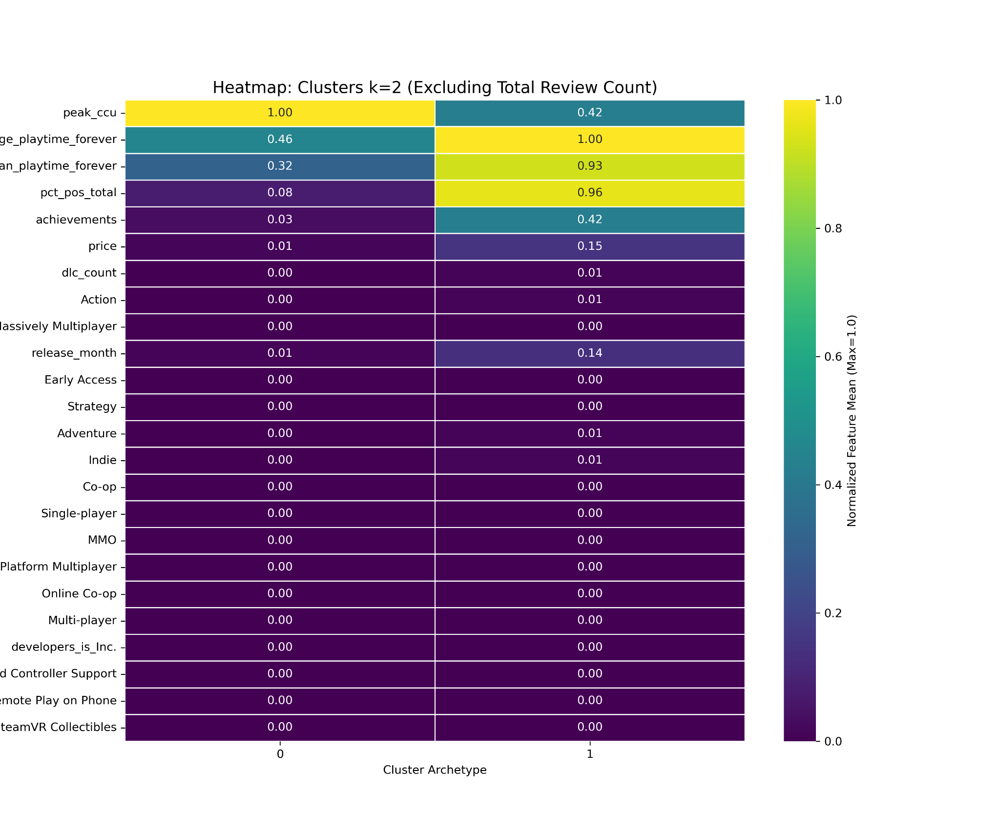 Heatmap: Clusters k=2 (Excluding Total Review Count)
peak_ccu 1.00 0.42
ge_playtime_forever 0.46 1.00
an_playtime_forever 0.32 0.93
pct_pos_total 0.08 0.96
achievements 0.03 0.42
price 0.01 0.15
dlc_count 0.00 0.01
Action 0.00 0.01
lassively Multiplayer 0.00 0.00
release_month 0.01 0.14
Early Access 0.00 0.00
Strategy 0.00 0.00
Adventure 0.00 0.01
Indie 0.00 0.01
Co-op 0.00 0.00
Single-player 0.00 0.00
MMO 0.00 0.00
Platform Multiplayer 0.00 0.00
Online Co-op 0.00 0.00
Multi-player 0.00 0.00
developers_is_Inc. 0.00 0.00
d Controller Support 0.00 0.00
emote Play on Phone 0.00 0.00
teamVR Collectibles 0.00 0.00
0 1
Cluster Archetype
1.0
0.8
0.6
0.4
0.2
0.0
Normalized Feature Mean (Max=1.0)